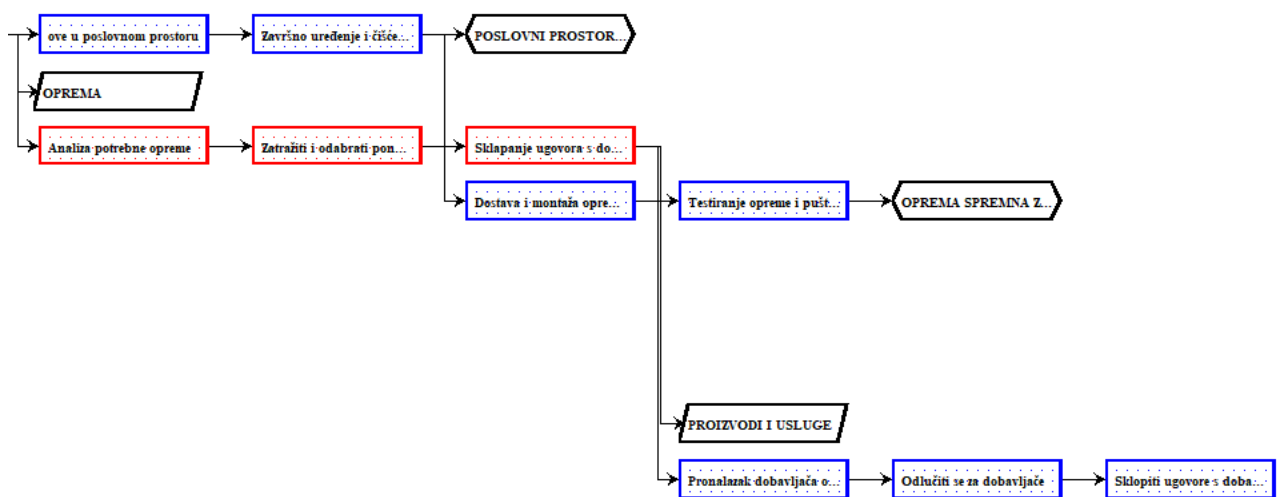 ove u poslovnom prostoru
Završno uređenje i čišće...
POSLOVNI PROSTOR...
OPREMA
Analiza potrebne opreme
Zatražiti i odabrati pon...
Sklapanje ugovora s do...
Dostava i montaža opre...
Testiranje opreme i pušt...
OPREMA SPREMNA Z...
PROIZVODI I USLUGE
Pronalazak dobavljača o...
Odlučiti se za dobavljače
Sklopiti ugovore s doba...